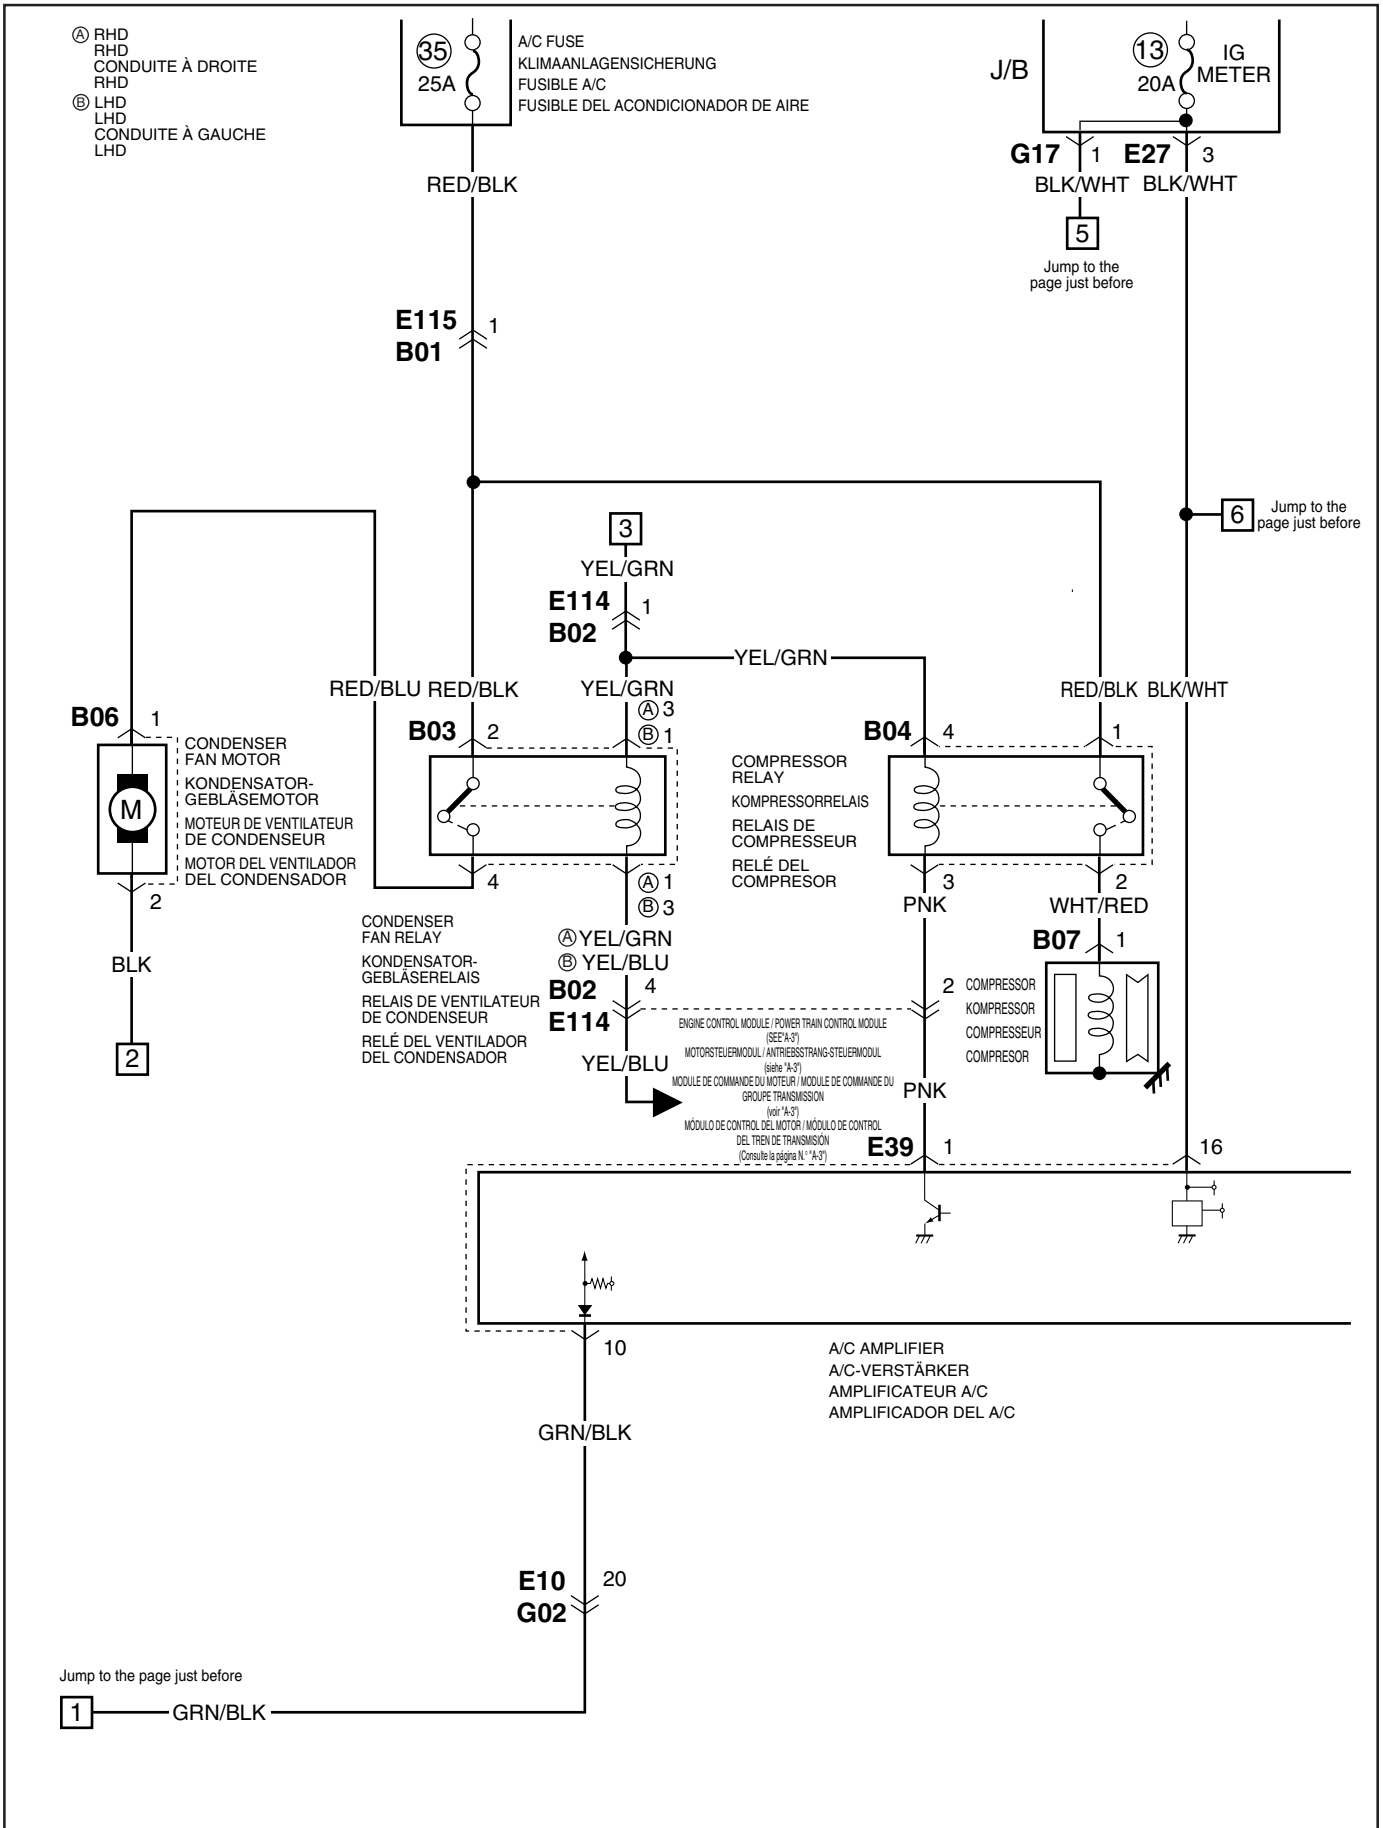 Ⓐ RHD
RHD
CONDUITE À DROITE
RHD
Ⓑ LHD
LHD
CONDUITE À GAUCHE
LHD
35
25A
A/C FUSE
KLIMAANLAGENSICHERUNG
FUSIBLE A/C
FUSIBLE DEL ACONDICIONADOR DE AIRE
J/B
13
20A
IG
METER
G17 1 E27 3
RED/BLK
BLK/WHT BLK/WHT
5
Jump to the
page just before
E115 1
B01
6
Jump to the
page just before
3
YEL/GRN
E114 1
B02
YEL/GRN
RED/BLU RED/BLK YEL/GRN RED/BLK BLK/WHT
Ⓐ 3
Ⓑ 1
B06 1
B03 2
B04 4 1
CONDENSER
FAN MOTOR
KONDENSATOR-
GEBLÄSEMOTOR
MOTEUR DE VENTILATEUR
DE CONDENSEUR
MOTOR DEL VENTILADOR
DEL CONDENSADOR
M
COMPRESSOR
RELAY
KOMPRESSORRELAIS
RELAIS DE
COMPRESSEUR
RELÉ DEL
COMPRESOR
2
4
Ⓐ 1
Ⓑ 3
3 2
PNK WHT/RED
CONDENSER
FAN RELAY
KONDENSATOR-
GEBLÄSERELAIS
RELAIS DE VENTILATEUR
DE CONDENSEUR
RELÉ DEL VENTILADOR
DEL CONDENSADOR
Ⓐ YEL/GRN
Ⓑ YEL/BLU
B07 1
BLK
B02 4
E114
2
COMPRESSOR
KOMPRESSOR
COMPRESSEUR
COMPRESOR
2
YEL/BLU
ENGINE CONTROL MODULE / POWER TRAIN CONTROL MODULE
(SEE"A-3")
MOTORSTEUERMODUL / ANTRIEBSSTRANG-STEUERMODUL
(siehe "A-3")
MODULE DE COMMANDE DU MOTEUR / MODULE DE COMMANDE DU
GROUPE TRANSMISSION
(voir "A-3")
MÓDULO DE CONTROL DEL MOTOR / MÓDULO DE CONTROL
DEL TREN DE TRANSMISIÓN
(Consulte la página N.° "A-3")
PNK
E39 1 16
10
A/C AMPLIFIER
A/C-VERSTÄRKER
AMPLIFICATEUR A/C
AMPLIFICADOR DEL A/C
GRN/BLK
E10 20
G02
Jump to the page just before
1 GRN/BLK